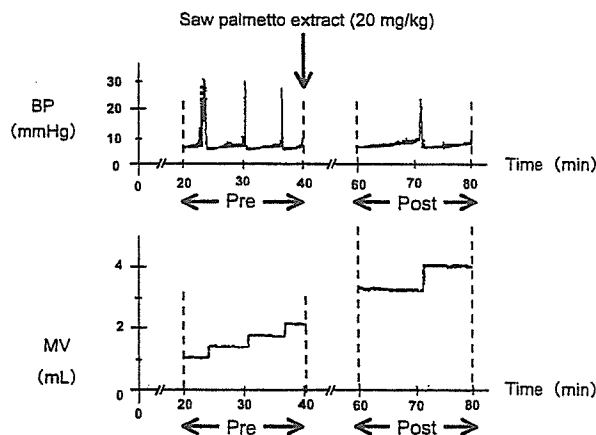 Saw palmetto extract (20 mg/kg)
BP
(mmHg)
30
20
10
0
0 20 30 40 60 70 80
Time (min)
Pre Post
MV
(mL)
4
2
0
0 20 30 40 60 70 80
Time (min)
Pre Post